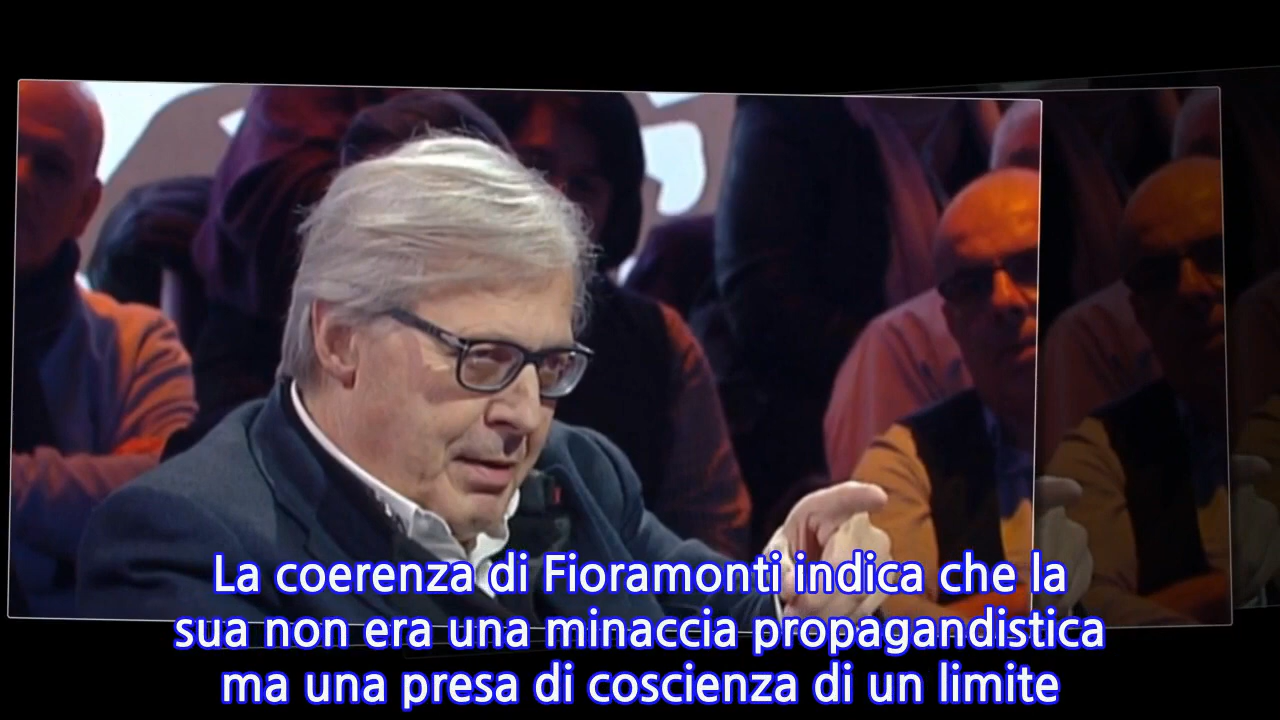 La coerenza di Fioramonti indica che la
sua non era una minaccia propagandistica
ma una presa di coscienza di un limite